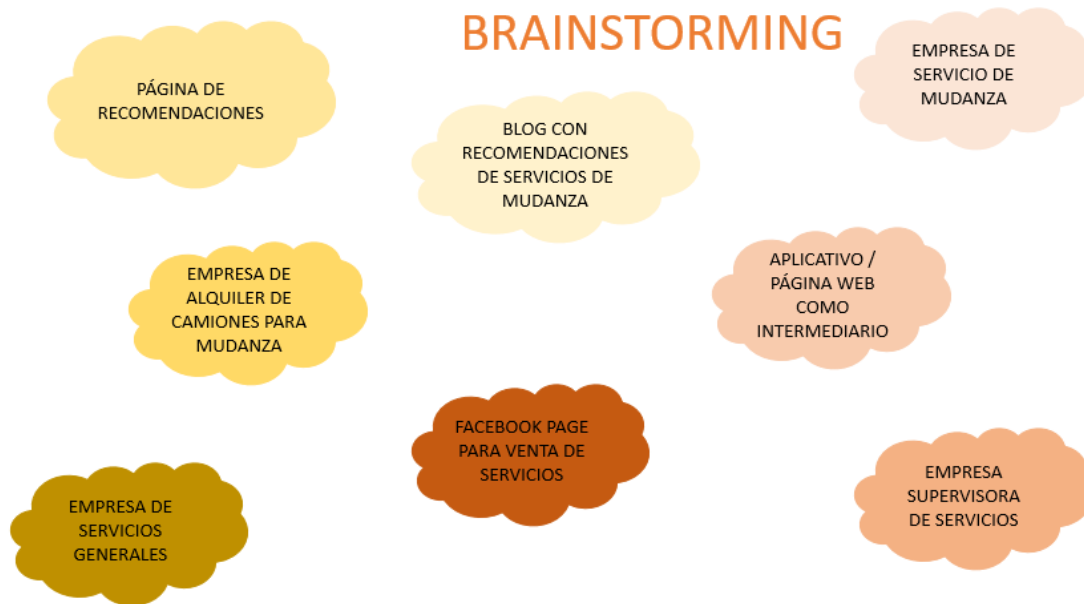 BRAINSTORMING
PÁGINA DE
RECOMENDACIONES
BLOG CON
RECOMENDACIONES
DE SERVICIOS DE
MUDANZA
EMPRESA DE
SERVICIO DE
MUDANZA
EMPRESA DE
ALQUILER DE
CAMIONES PARA
MUDANZA
APLICATIVO /
PÁGINA WEB
COMO
INTERMEDIARIO
FACEBOOK PAGE
PARA VENTA DE
SERVICIOS
EMPRESA DE
SERVICIOS
GENERALES
EMPRESA
SUPERVISORA
DE SERVICIOS